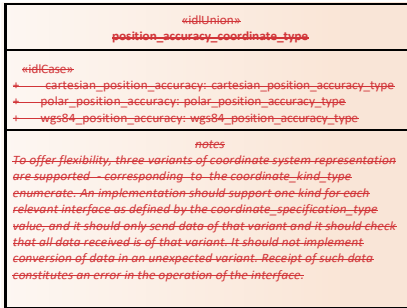 «idlUnion»
position_accuracy_coordinate_type
«idlCase»
+ cartesian_position_accuracy: cartesian_position_accuracy_type
+ polar_position_accuracy: polar_position_accuracy_type
+ wgs84_position_accuracy: wgs84_position_accuracy_type
notes
To offer flexibility, three variants of coordinate system representation
are supported - corresponding to the coordinate_kind_type
enumerate. An implementation should support one kind for each
relevant interface as defined by the coordinate_specification_type
value, and it should only send data of that variant and it should check
that all data received is of that variant. It should not implement
conversion of data in an unexpected variant. Receipt of such data
constitutes an error in the operation of the interface.